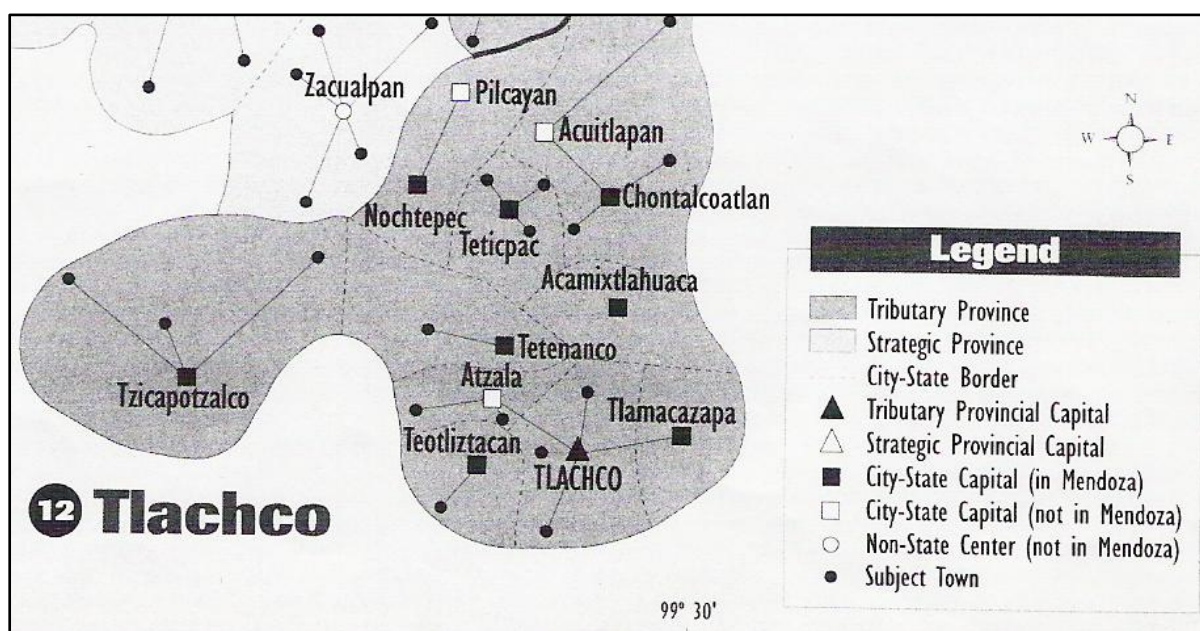 Zacualpan
Pilcayan
Acuitlapan
Nochtepec
Teticpac
Chontalcoatlan
Acamixtlahuaca
Tetenanco
Tzicapotzalco
Atzala
Teotliztacan
Tlamacazapa
TLACHCO
12 Tlachco
99° 30'
N
W E
S
Legend
Tributary Province
Strategic Province
City-State Border
Tributary Provincial Capital
Strategic Provincial Capital
City-State Capital (in Mendoza)
City-State Capital (not in Mendoza)
Non-State Center (not in Mendoza)
Subject Town